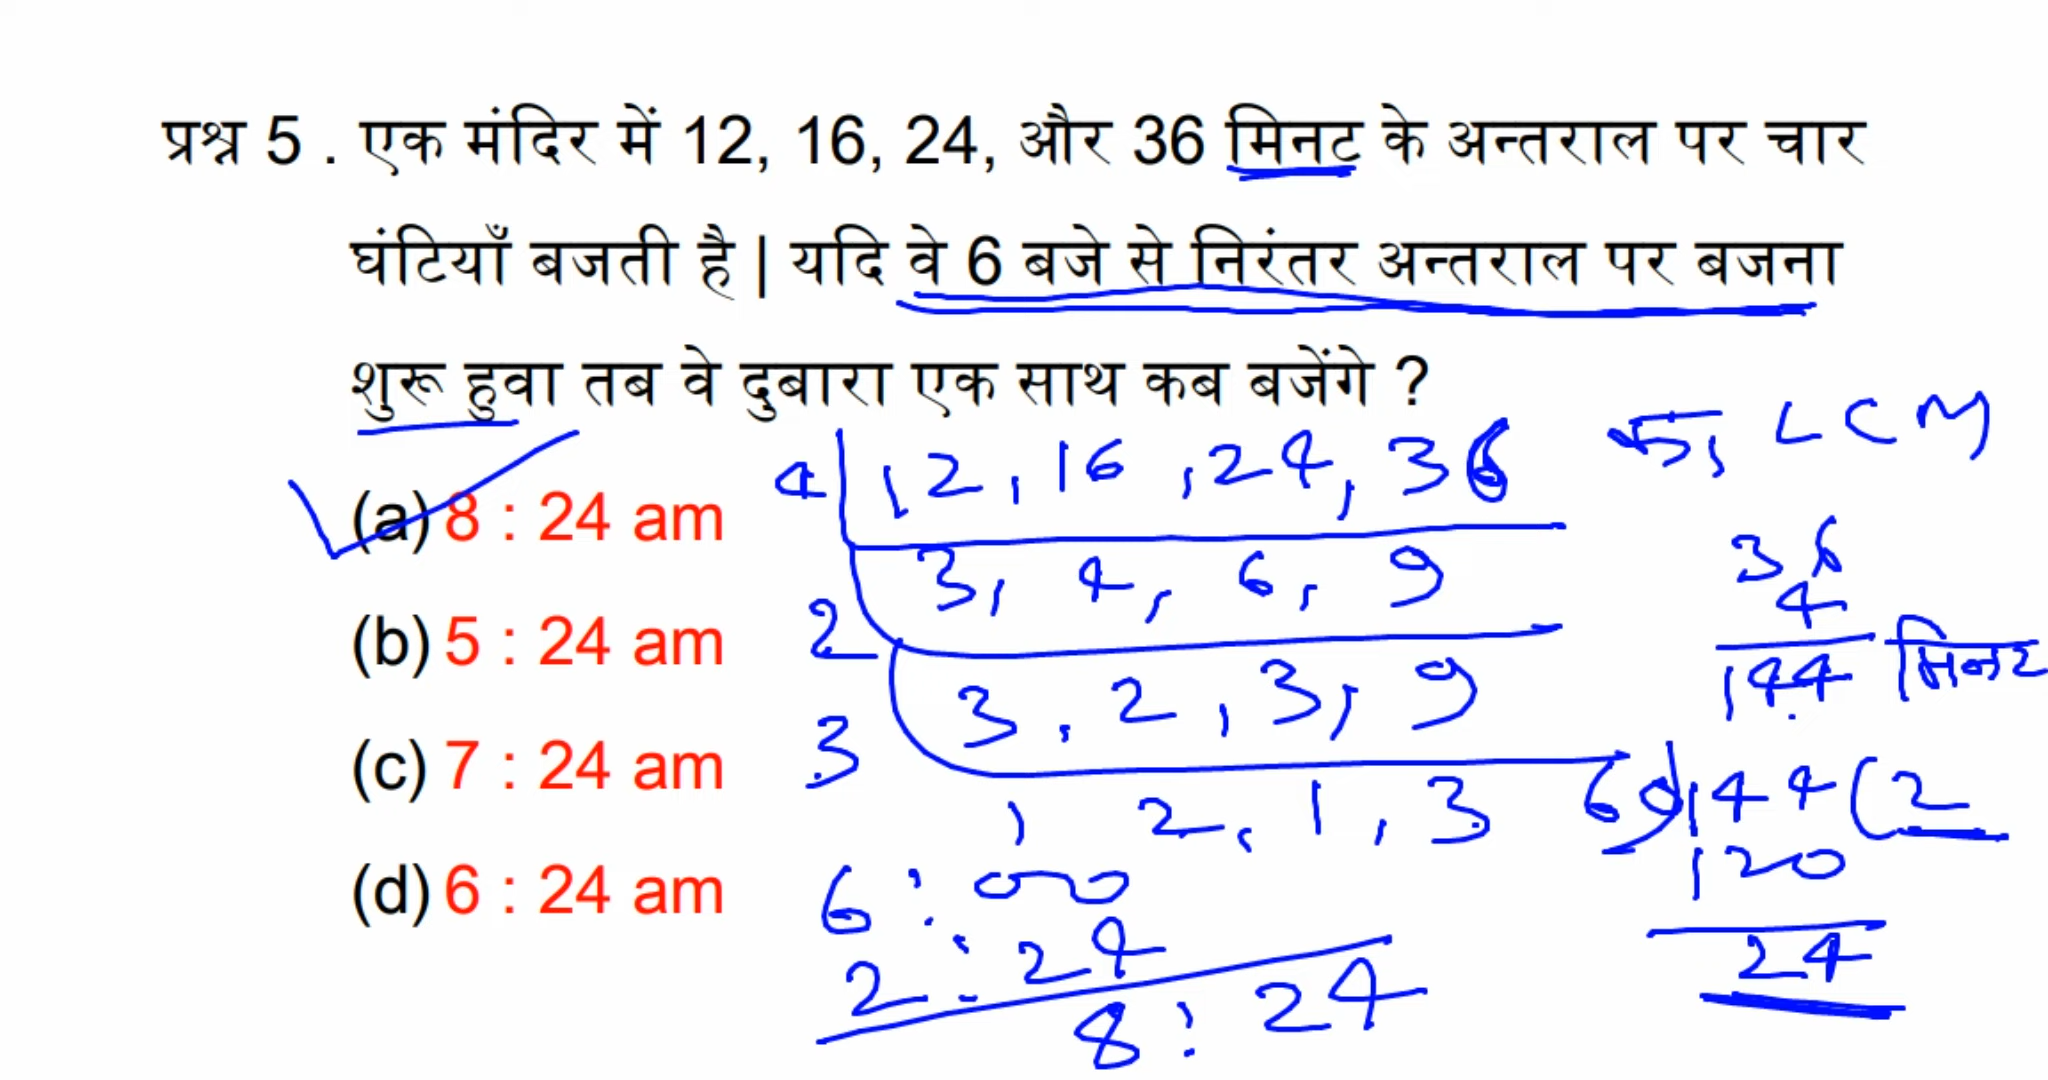 प्रश्न 5 . एक मंदिर में 12, 16, 24, और 36 मिनट के अन्तराल पर चार
घंटियाँ बजती है | यदि वे 6 बजे से निरंतर अन्तराल पर बजना
शुरू हुवा तब वे दुबारा एक साथ कब बजेंगे ?
LCM
4 12, 16, 24, 36
(a) 8 : 24 am
3, 4, 6, 9
36
4
2
(b) 5 : 24 am
144 मिनट
3, 2, 3, 9
3
(c) 7 : 24 am
1 2, 1, 3
60)144(2
120
24
(d) 6 : 24 am
6 : 00
2 : 24
8 : 24